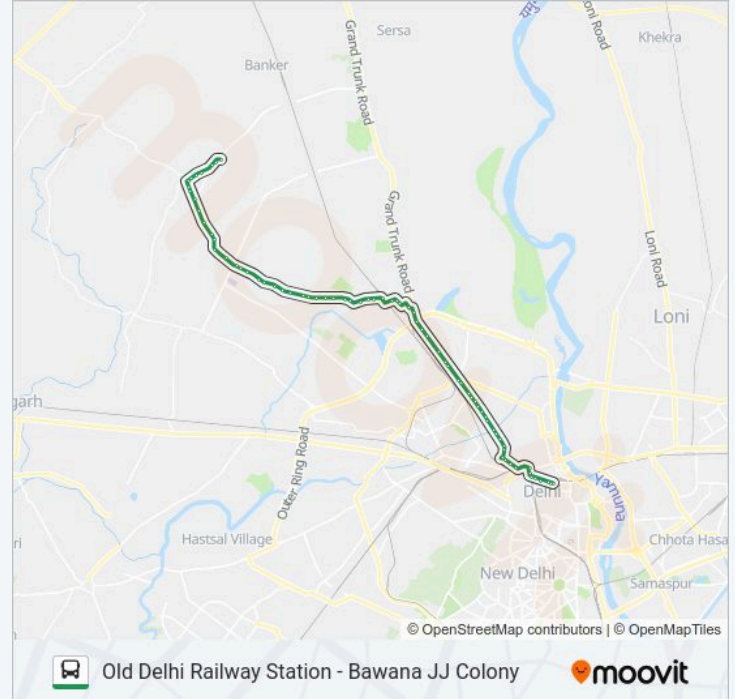 Sersa
Loni Road
Khekra
Banker
Grand Trunk Road
Grand Trunk Road
Loni Road
Loni
garh
Outer Ring Road
Delhi
Yamuna
Hastsal Village
Chhota Hasa
ri
New Delhi
Samaspur
© OpenStreetMap contributors | © OpenMapTiles
Old Delhi Railway Station - Bawana JJ Colony
moovit